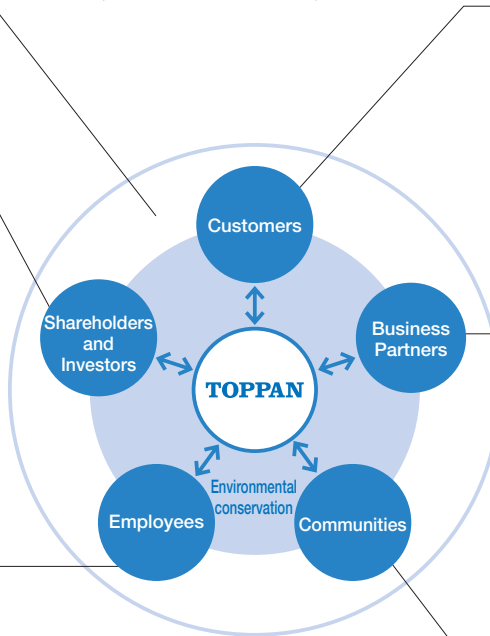 Customers
Shareholders
and
Investors
Business
Partners
TOPPAN
Environmental
conservation
Employees
Communities